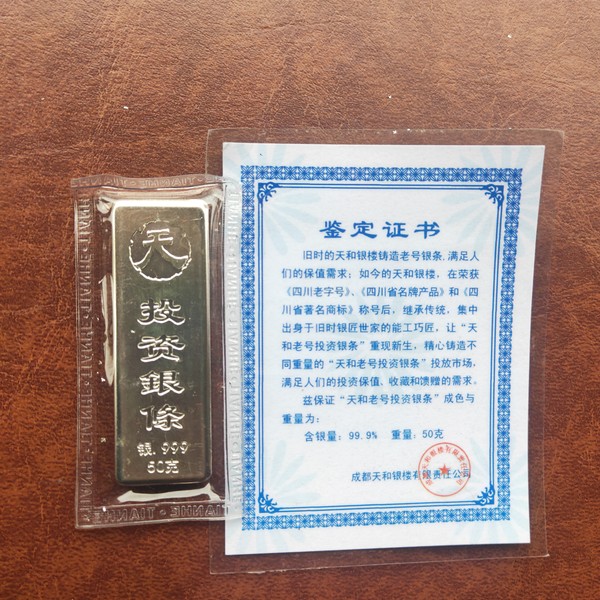 天
投资銀條
银.999
50克
TIANHE
鉴定证书
旧时的天和银楼铸造老号银条,满足人
们的保值需求;如今的天和银楼,在荣获
《四川老字号》、《四川省名牌产品》和《四
川省著名商标》称号后,继承传统,集中
出身于旧时银匠世家的能工巧匠,让“天
和老号投资银条”重现新生,精心铸造不
同重量的“天和老号投资银条”投放市场,
满足人们的投资保值、收藏和馈赠的需求。
兹保证“天和老号投资银条”成色与
重量为:
含银量:99.9% 重量:50克
成都天和银楼有限责任公司